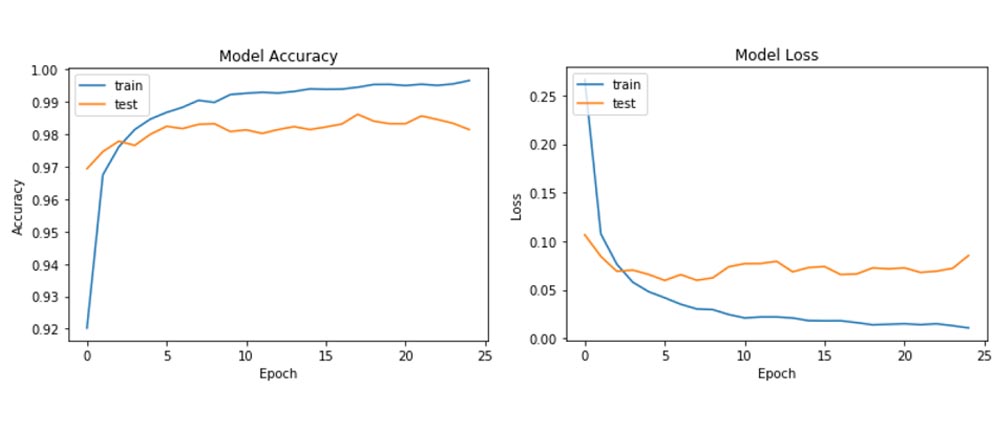 Model Accuracy
1.00
0.99
0.98
0.97
0.96
0.95
0.94
0.93
0.92
Accuracy
train
test
0 5 10 15 20 25
Epoch
Model Loss
0.25
0.20
0.15
0.10
0.05
0.00
Loss
train
test
0 5 10 15 20 25
Epoch